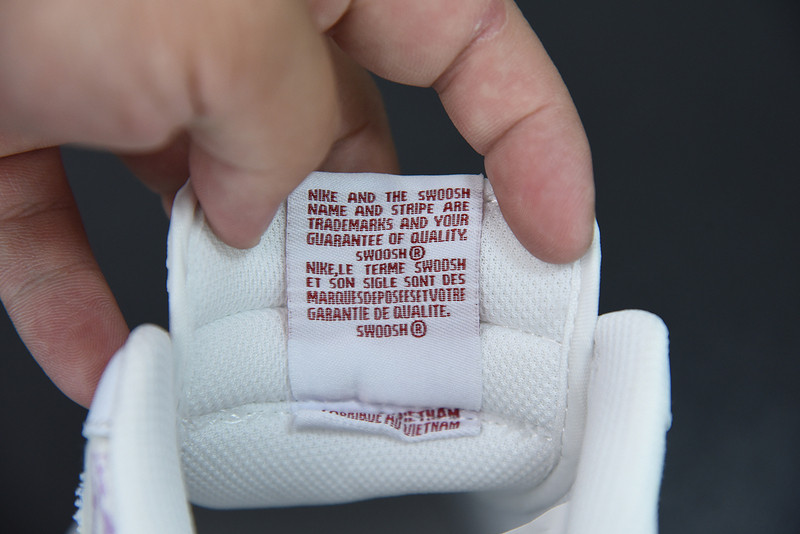 NIKE AND THE SWOOSH
NAME AND STRIPE ARE
TRADEMARKS AND YOUR
GUARANTEE OF QUALITY.
SWOOSH®
NIKE,LE TERME SWOOSH
ET SON SIGLE SONT DES
MARQUESDEPOSEESETVOTRE
GARANTIE DE QUALITE.
SWOOSH®
VIETNAM